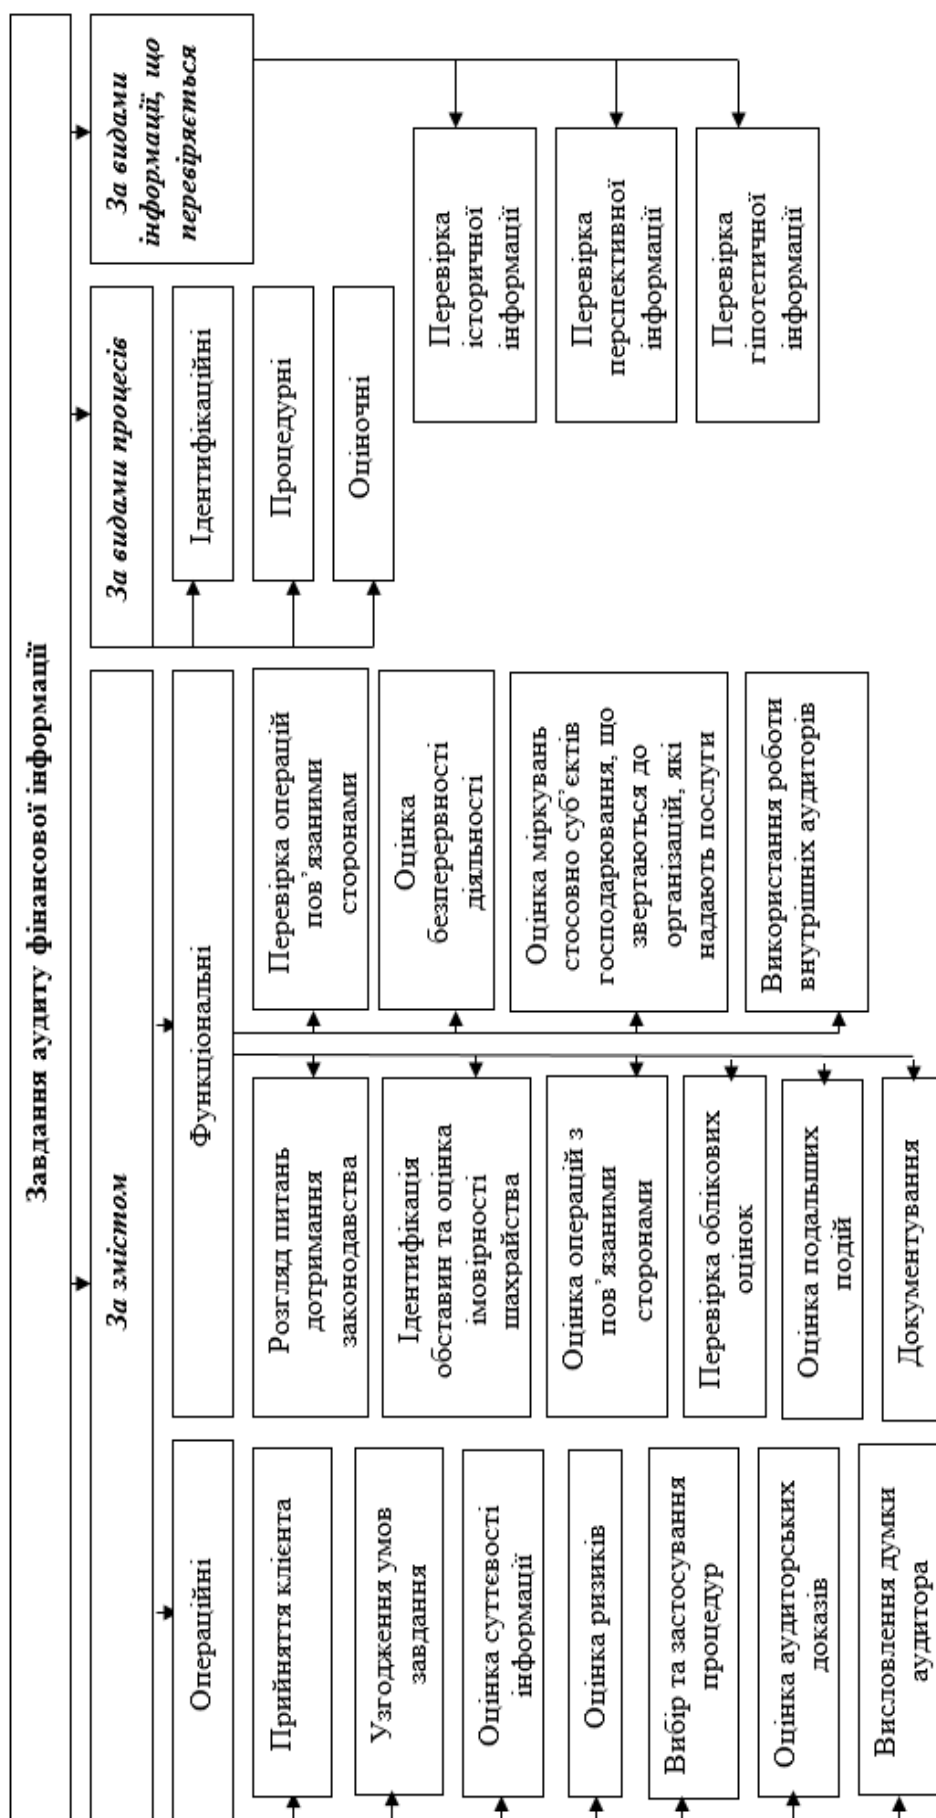 Завдання аудиту фінансової інформації
За змістом
Операційні
Прийняття клієнта
Узгодження умов
завдання
Оцінка суттєвості
інформації
Оцінка ризиків
Вибір та застосування
процедур
Оцінка аудиторських
доказів
Висловлення думки
аудитора
Функціональні
Розгляд питань
дотримання
законодавства
Ідентифікація
обставин та оцінка
імовірності
шахрайства
Оцінка операцій з
пов’язаними
сторонами
Перевірка облікових
оцінок
Оцінка подальших
подій
Документування
Перевірка операцій
пов’язаними
сторонами
Оцінка
безперервності
діяльності
Оцінка міркувань
стосовно суб’єктів
господарювання, що
звертаються до
організацій, які
надають послуги
Використання роботи
внутрішніх аудиторів
За видами процесів
Ідентифікаційні
Процедурні
Оціночні
За видами
інформації, що
перевіряється
Перевірка
історичної
інформації
Перевірка
перспективної
інформації
Перевірка
гіпотетичної
інформації